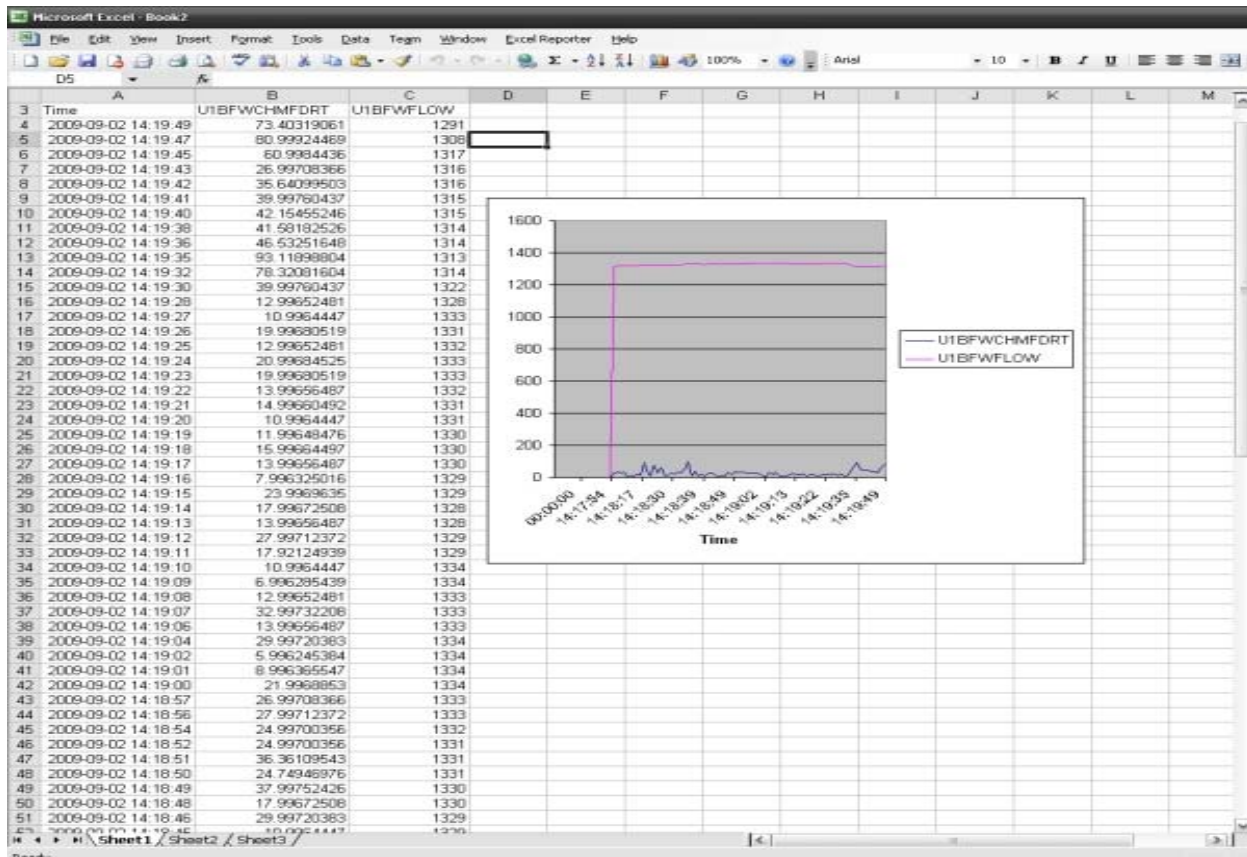 Microsoft Excel - Book2
File Edit View Insert Format Tools Data Team Window Excel Reporter Help
100% Arial 10 B I U
D5 fx
A B C D E F G H I J K L M
3 Time U1BFWCHMFDRT U1BFWFLOW
4 2009-09-02 14:19:49 73.40319061 1291
5 2009-09-02 14:19:47 80.99924469 1308
6 2009-09-02 14:19:45 60.9984436 1317
7 2009-09-02 14:19:43 26.99708366 1316
8 2009-09-02 14:19:42 35.64099503 1316
9 2009-09-02 14:19:41 39.99760437 1315
10 2009-09-02 14:19:40 42.15455246 1315
11 2009-09-02 14:19:38 41.58182526 1314
12 2009-09-02 14:19:36 46.53251648 1314
13 2009-09-02 14:19:35 93.11898804 1313
14 2009-09-02 14:19:32 78.32081604 1314
15 2009-09-02 14:19:30 39.99760437 1322
16 2009-09-02 14:19:28 12.99652481 1328
17 2009-09-02 14:19:27 10.9964447 1333
18 2009-09-02 14:19:26 19.99680519 1331
19 2009-09-02 14:19:25 12.99652481 1332
20 2009-09-02 14:19:24 20.99684525 1333
21 2009-09-02 14:19:23 19.99680519 1333
22 2009-09-02 14:19:22 13.99656487 1332
23 2009-09-02 14:19:21 14.99660492 1331
24 2009-09-02 14:19:20 10.9964447 1331
25 2009-09-02 14:19:19 11.99648476 1330
26 2009-09-02 14:19:18 15.99664497 1330
27 2009-09-02 14:19:17 13.99656487 1330
28 2009-09-02 14:19:16 7.996325016 1329
29 2009-09-02 14:19:15 23.9969635 1329
30 2009-09-02 14:19:14 17.99672508 1328
31 2009-09-02 14:19:13 13.99656487 1328
32 2009-09-02 14:19:12 27.99712372 1329
33 2009-09-02 14:19:11 17.92124939 1329
34 2009-09-02 14:19:10 10.9964447 1334
35 2009-09-02 14:19:09 6.996285439 1334
36 2009-09-02 14:19:08 12.99652481 1333
37 2009-09-02 14:19:07 32.99732208 1333
38 2009-09-02 14:19:06 13.99656487 1333
39 2009-09-02 14:19:04 29.99720383 1334
40 2009-09-02 14:19:02 5.996245384 1334
41 2009-09-02 14:19:01 8.996365547 1334
42 2009-09-02 14:19:00 21.9968853 1334
43 2009-09-02 14:18:57 26.99708366 1333
44 2009-09-02 14:18:56 27.99712372 1333
45 2009-09-02 14:18:54 24.99700356 1332
46 2009-09-02 14:18:52 24.99700356 1331
47 2009-09-02 14:18:51 36.36109543 1331
48 2009-09-02 14:18:50 24.74946976 1331
49 2009-09-02 14:18:49 37.99752426 1330
50 2009-09-02 14:18:48 17.99672508 1330
51 2009-09-02 14:18:46 29.99720383 1329
1600
1400
1200
1000
800
600
400
200
0
00:00:00 14:17:54 14:18:17 14:18:30 14:18:39 14:18:49 14:19:02 14:19:13 14:19:22 14:19:35 14:19:49
Time
U1BFWCHMFDRT
U1BFWFLOW
Sheet1 Sheet2 Sheet3